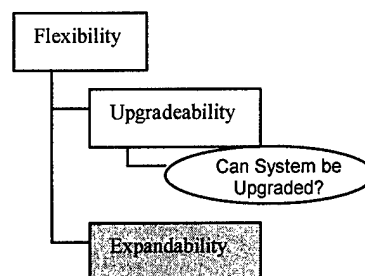 Flexibility
Upgradeability
Can System be
Upgraded?
Expandability